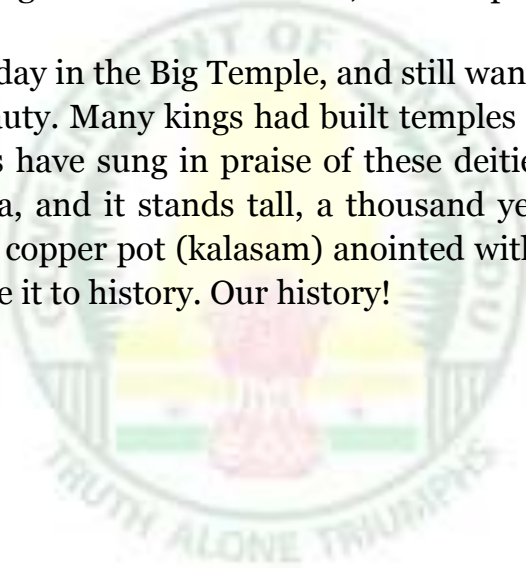 day in the Big Temple, and still wan
uty. Many kings had built temples
s have sung in praise of these deitie
a, and it stands tall, a thousand ye
copper pot (kalasam) anointed with
e it to history. Our history!
TRUTH ALONE TRIUMPHS